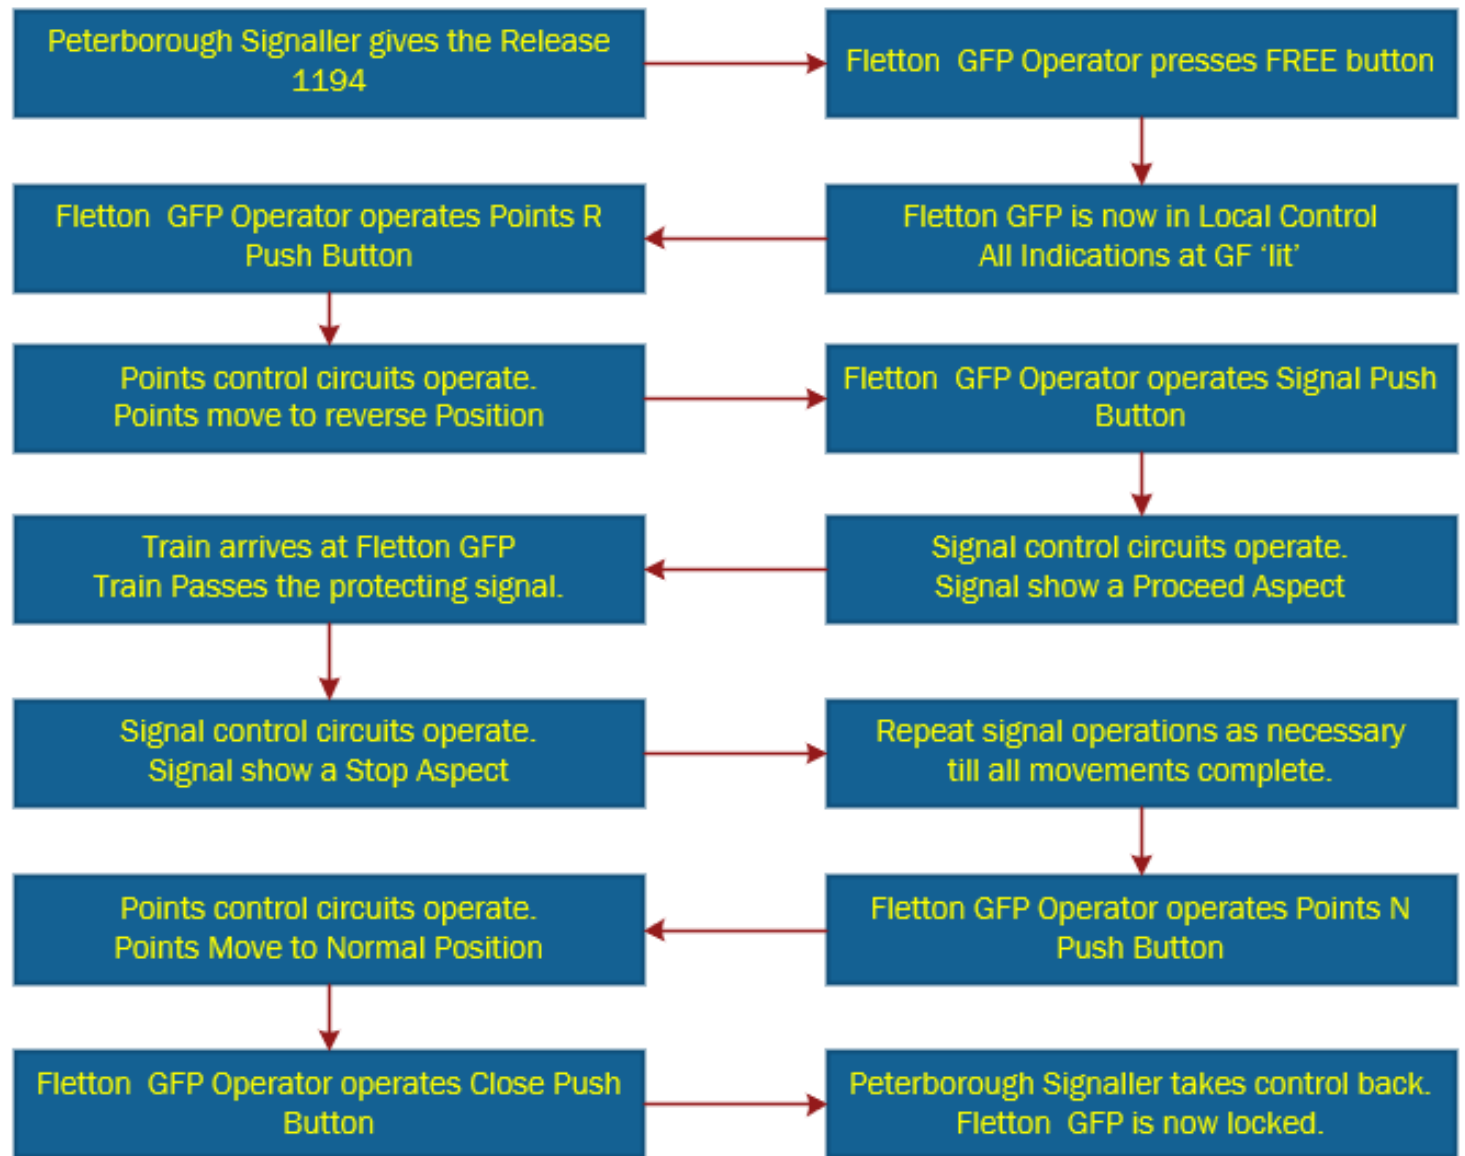 Peterborough Signaller gives the Release
1194
Fletton GFP Operator presses FREE button
Fletton GFP is now in Local Control
All Indications at GF ‘lit’
Fletton GFP Operator operates Points R
Push Button
Points control circuits operate.
Points move to reverse Position
Fletton GFP Operator operates Signal Push
Button
Signal control circuits operate.
Signal show a Proceed Aspect
Train arrives at Fletton GFP
Train Passes the protecting signal.
Signal control circuits operate.
Signal show a Stop Aspect
Repeat signal operations as necessary
till all movements complete.
Fletton GFP Operator operates Points N
Push Button
Points control circuits operate.
Points Move to Normal Position
Fletton GFP Operator operates Close Push
Button
Peterborough Signaller takes control back.
Fletton GFP is now locked.